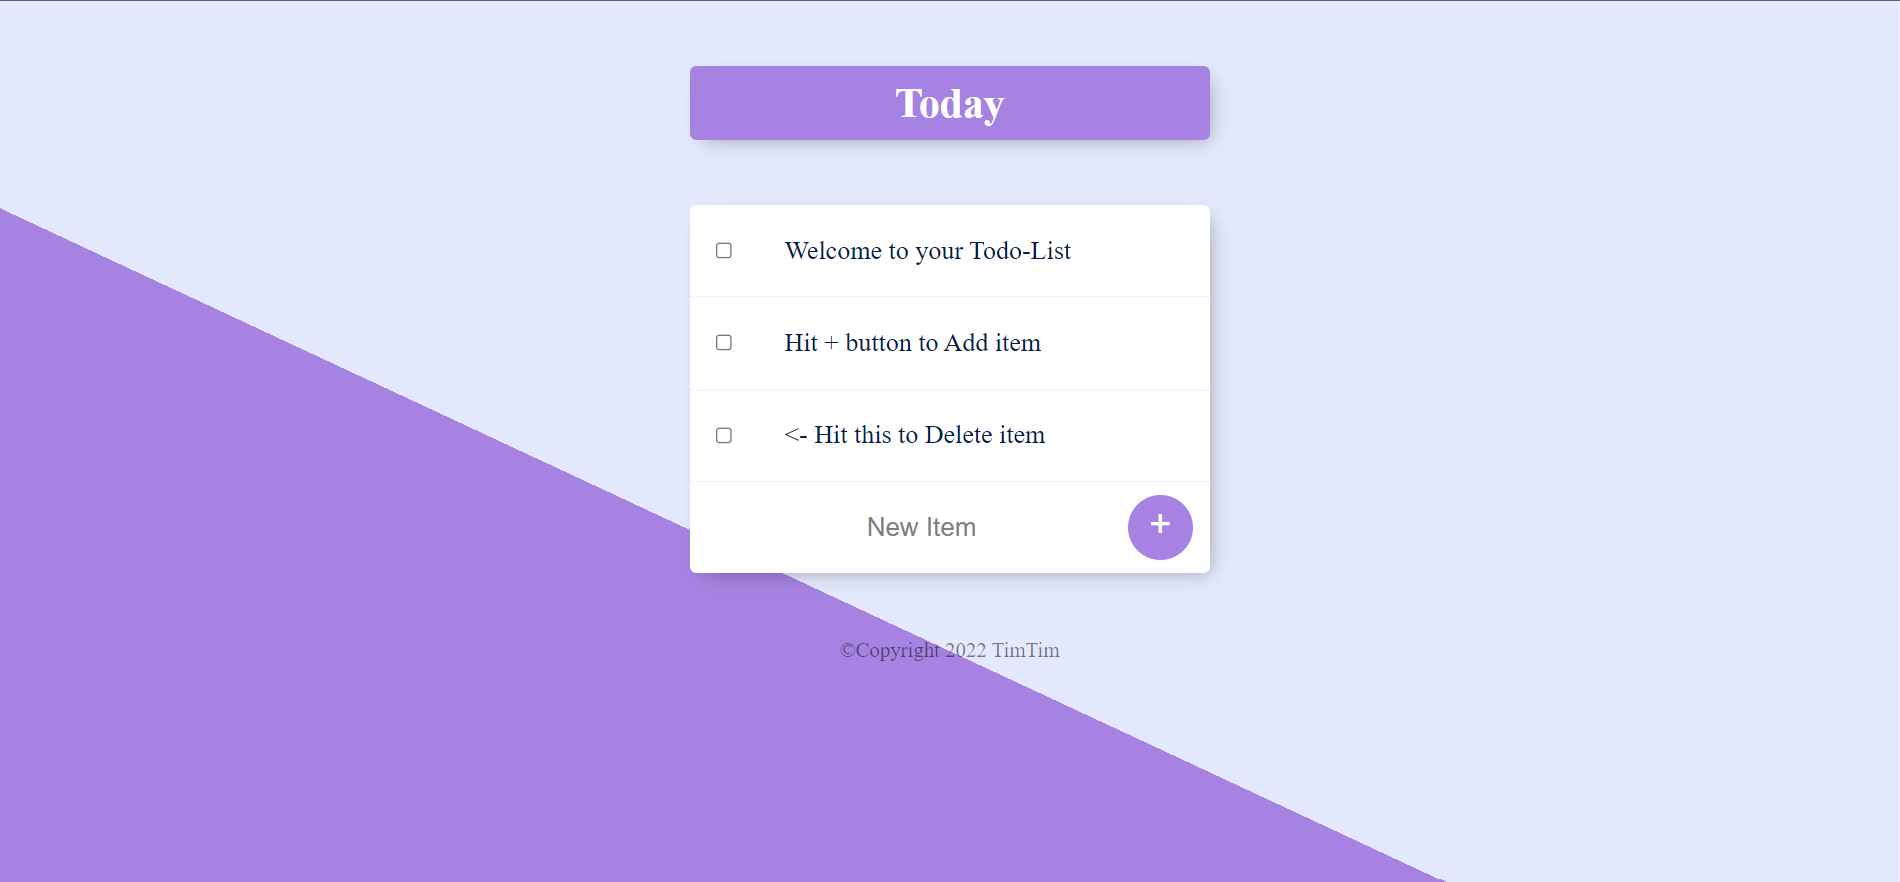 Today
Welcome to your Todo-List
Hit + button to Add item
<- Hit this to Delete item
New Item
+
©Copyright 2022 TimTim